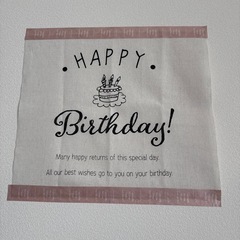 HAPPY
Birthday!
Many happy returns of this special day.
All our best wishes go to you on your birthday